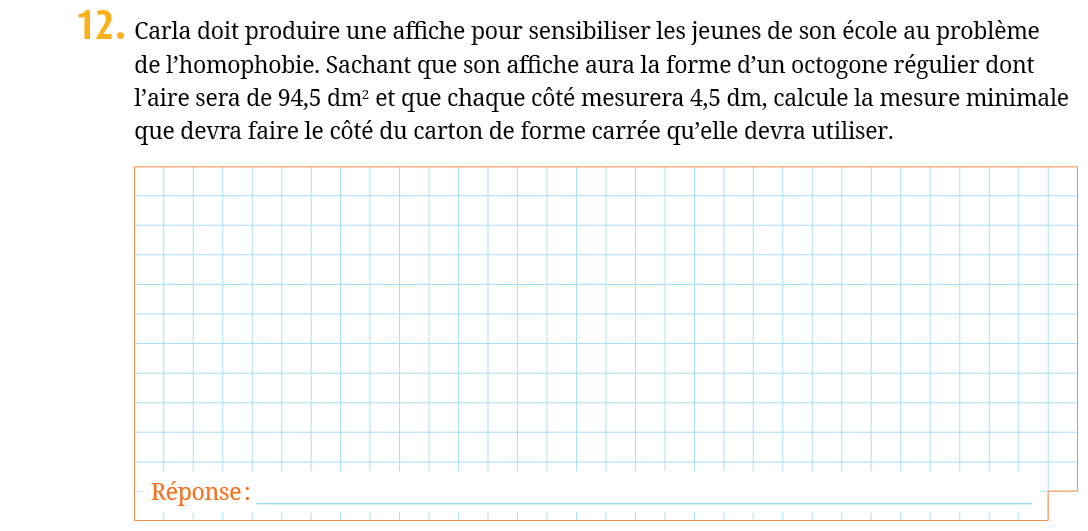 12. Carla doit produire une affiche pour sensibiliser les jeunes de son école au problème
de l’homophobie. Sachant que son affiche aura la forme d’un octogone régulier dont
l’aire sera de 94,5 dm² et que chaque côté mesurera 4,5 dm, calcule la mesure minimale
que devra faire le côté du carton de forme carrée qu’elle devra utiliser.
Réponse :